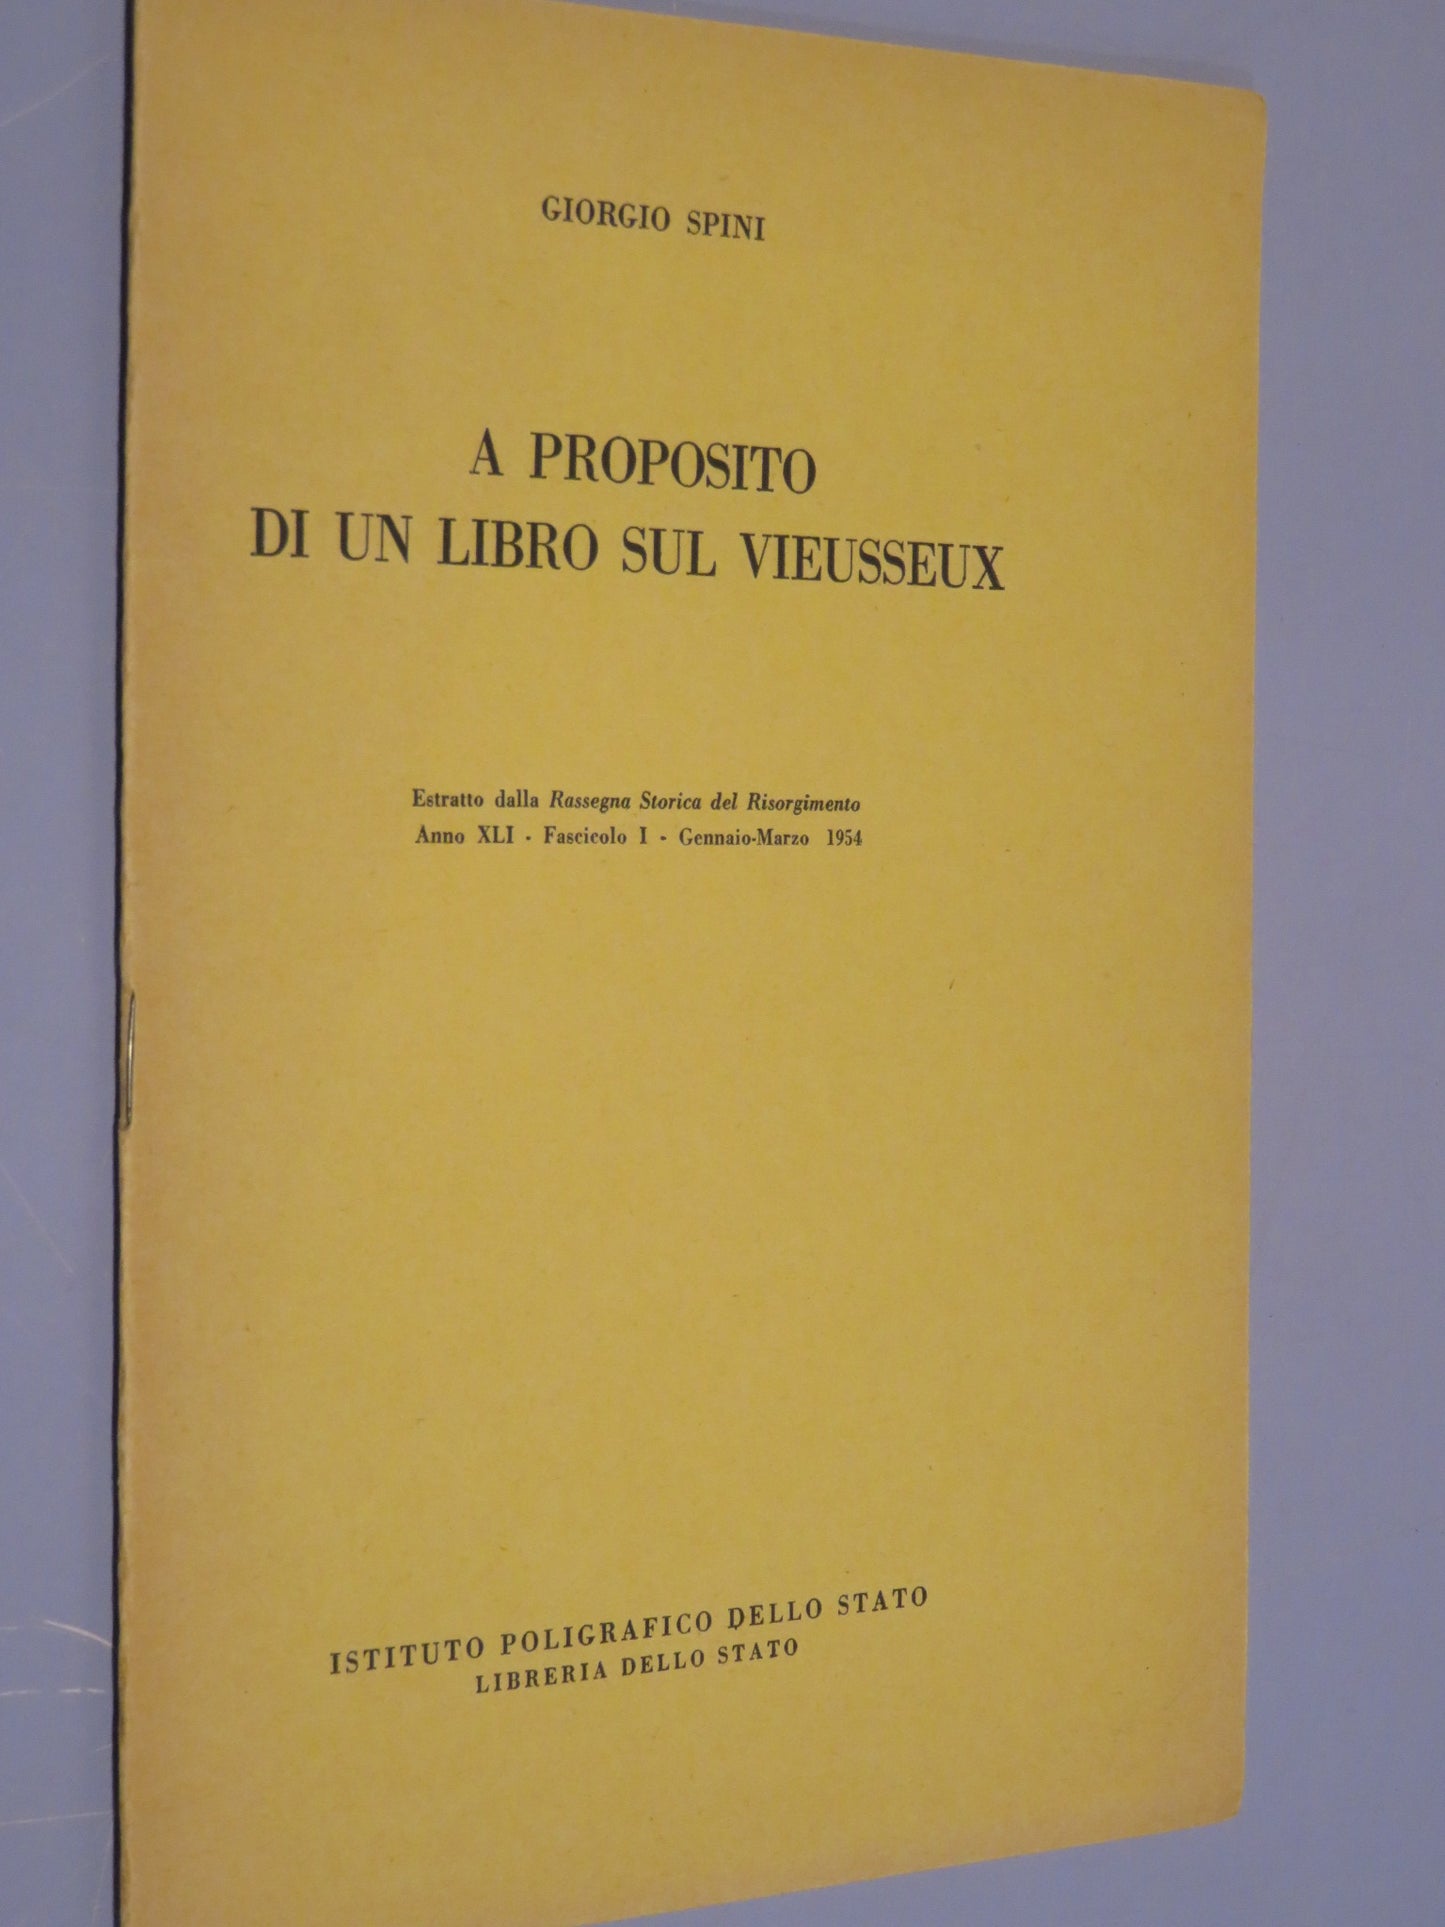 GIORGIO SPINI
A PROPOSITO
DI UN LIBRO SUL VIEUSSEUX
Estratto dalla Rassegna Storica del Risorgimento
Anno XLI - Fascicolo I - Gennaio-Marzo 1954
ISTITUTO POLIGRAFICO DELLO STATO
LIBRERIA DELLO STATO